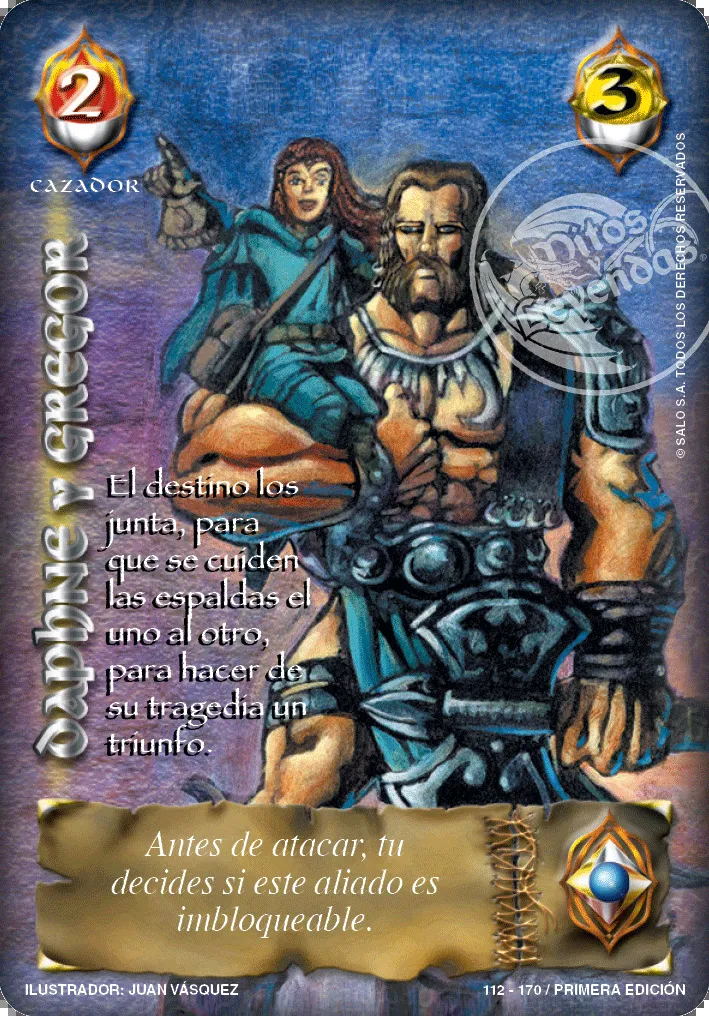 2
3
CAZADOR
Mitos
y
Leyendas®
© SALO S.A. TODOS LOS DERECHOS RESERVADOS
DAPHNE Y GREGOR
El destino los
junta, para
que se cuiden
las espaldas el
uno al otro,
para hacer de
su tragedia un
triunfo.
Antes de atacar, tu
decides si este aliado es
imbloqueable.
ILUSTRADOR: JUAN VÁSQUEZ
112 - 170 / PRIMERA EDICIÓN